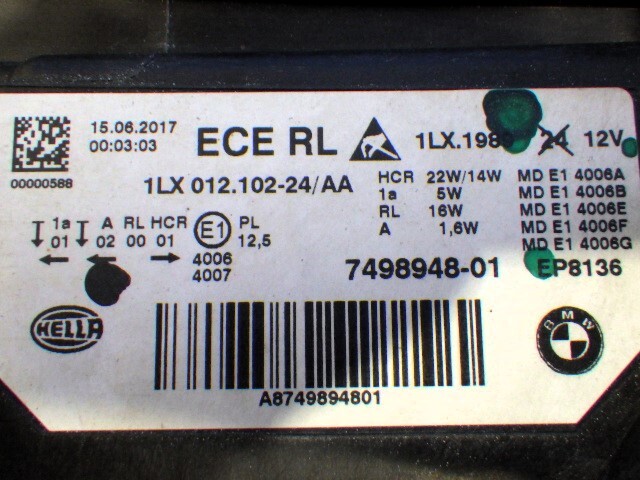 15.06.2017 ECE RL 1LX.198 24 12V
00:03:03
00000588
1LX 012.102-24/AA
HCR 22W/14W MD E1 4006A
1a 5W MD E1 4006B
RL 16W MD E1 4006E
A 1,6W MD E1 4006F
MD E1 4006G
1a A RL HCR E1 PL
01 02 00 01 12,5
4006
4007
7498948-01 EP8136
HELLA
BMW
A8749894801